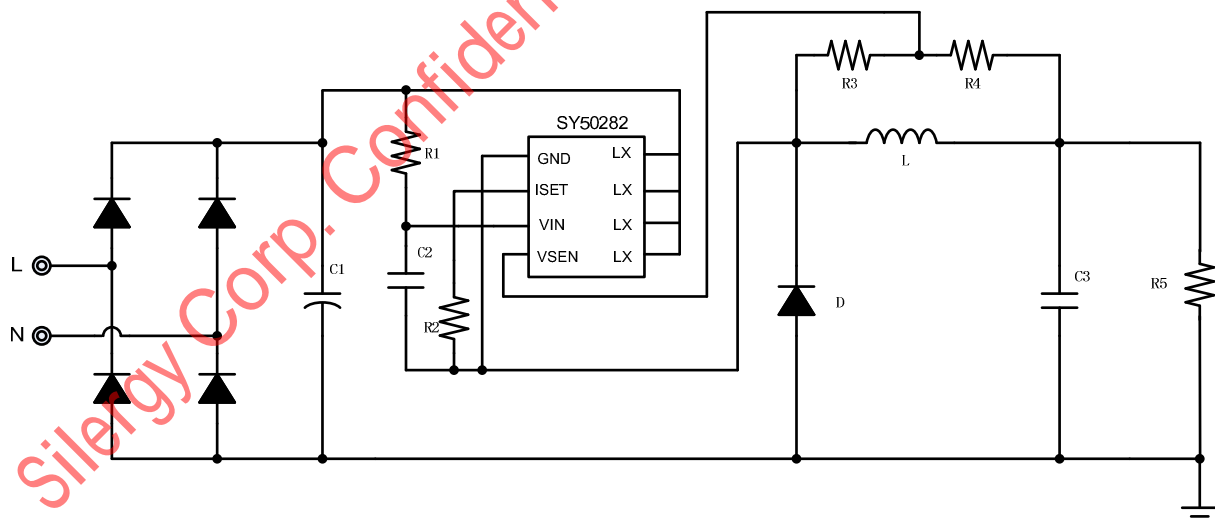 Silergy Corp. Confiden
SY50282
GND
ISET
VIN
VSEN
LX
LX
LX
LX
L
N
C1
R1
C2
R2
R3
R4
L
D
C3
R5